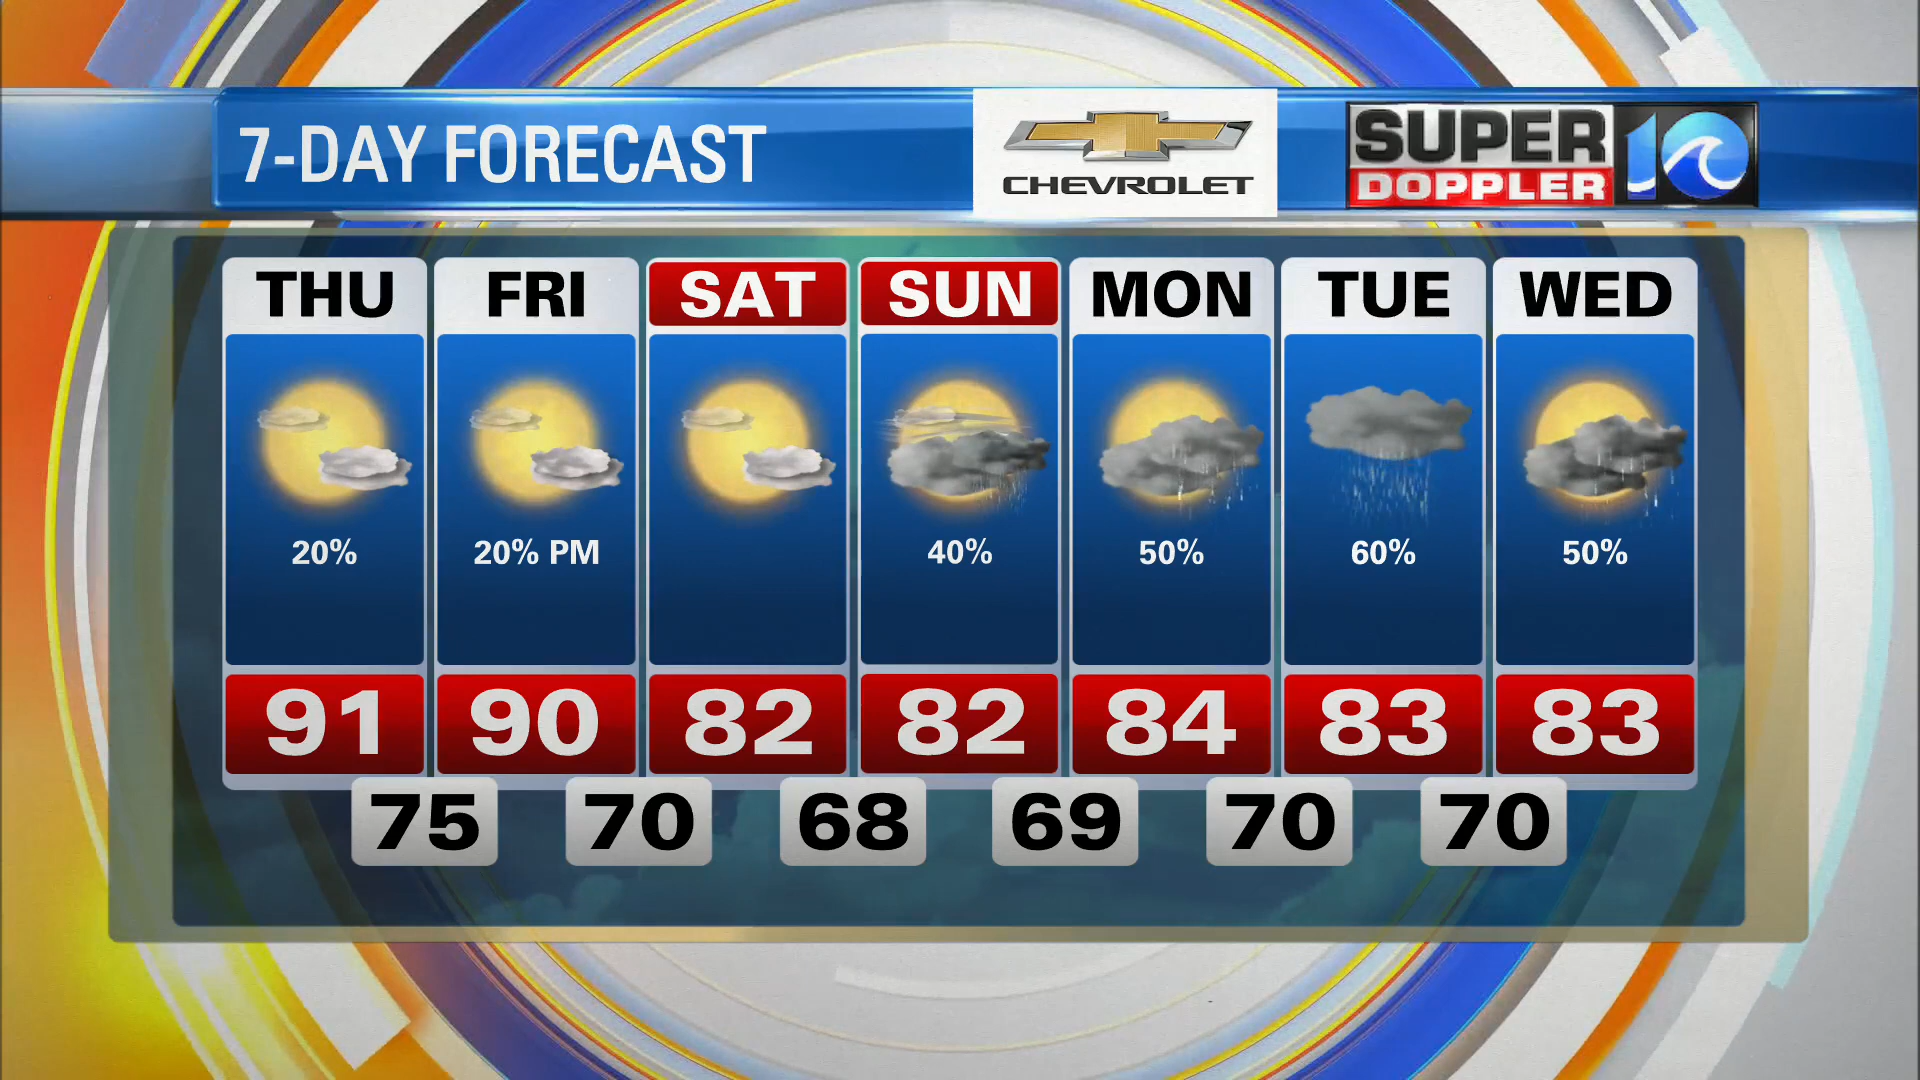 7-DAY FORECAST
CHEVROLET
SUPER
DOPPLER
10
THU FRI SAT SUN MON TUE WED
20% 20% PM 40% 50% 60% 50%
91 90 82 82 84 83 83
75 70 68 69 70 70